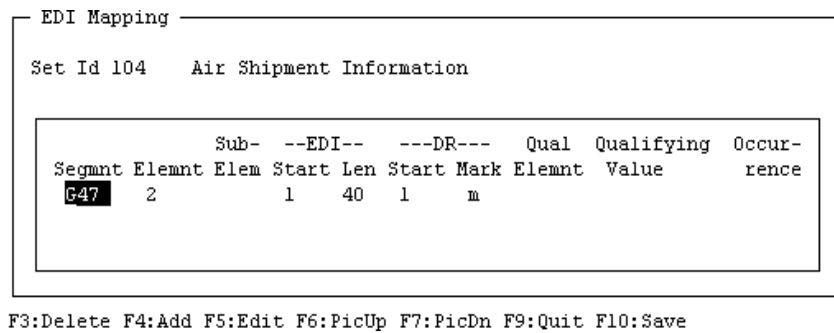 EDI Mapping
Set Id 104 Air Shipment Information
Sub- --EDI-- ---DR--- Qual Qualifying Occur-
Segmnt Elemnt Elem Start Len Start Mark Elemnt Value rence
G47 2 1 40 1 m
F3:Delete F4:Add F5:Edit F6:PicUp F7:PicDn F9:Quit F10:Save